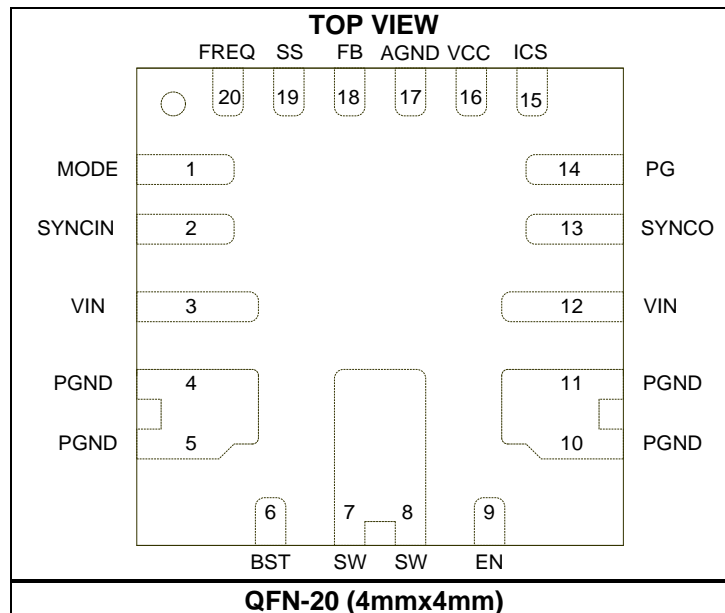 TOP VIEW
FREQ SS FB AGND VCC ICS
20 19 18 17 16 15
MODE 1 14 PG
SYNCIN 2 13 SYNCO
VIN 3 12 VIN
PGND 4 11 PGND
PGND 5 10 PGND
6 7 8 9
BST SW SW EN
QFN-20 (4mmx4mm)